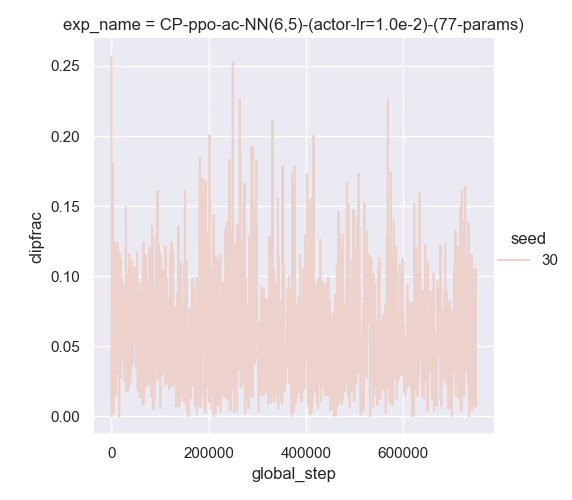 exp_name = CP-ppo-ac-NN(6,5)-(actor-lr=1.0e-2)-(77-params)
0.25
0.20
0.15
0.10
0.05
0.00
clipfrac
0
200000
400000
600000
global_step
seed
30